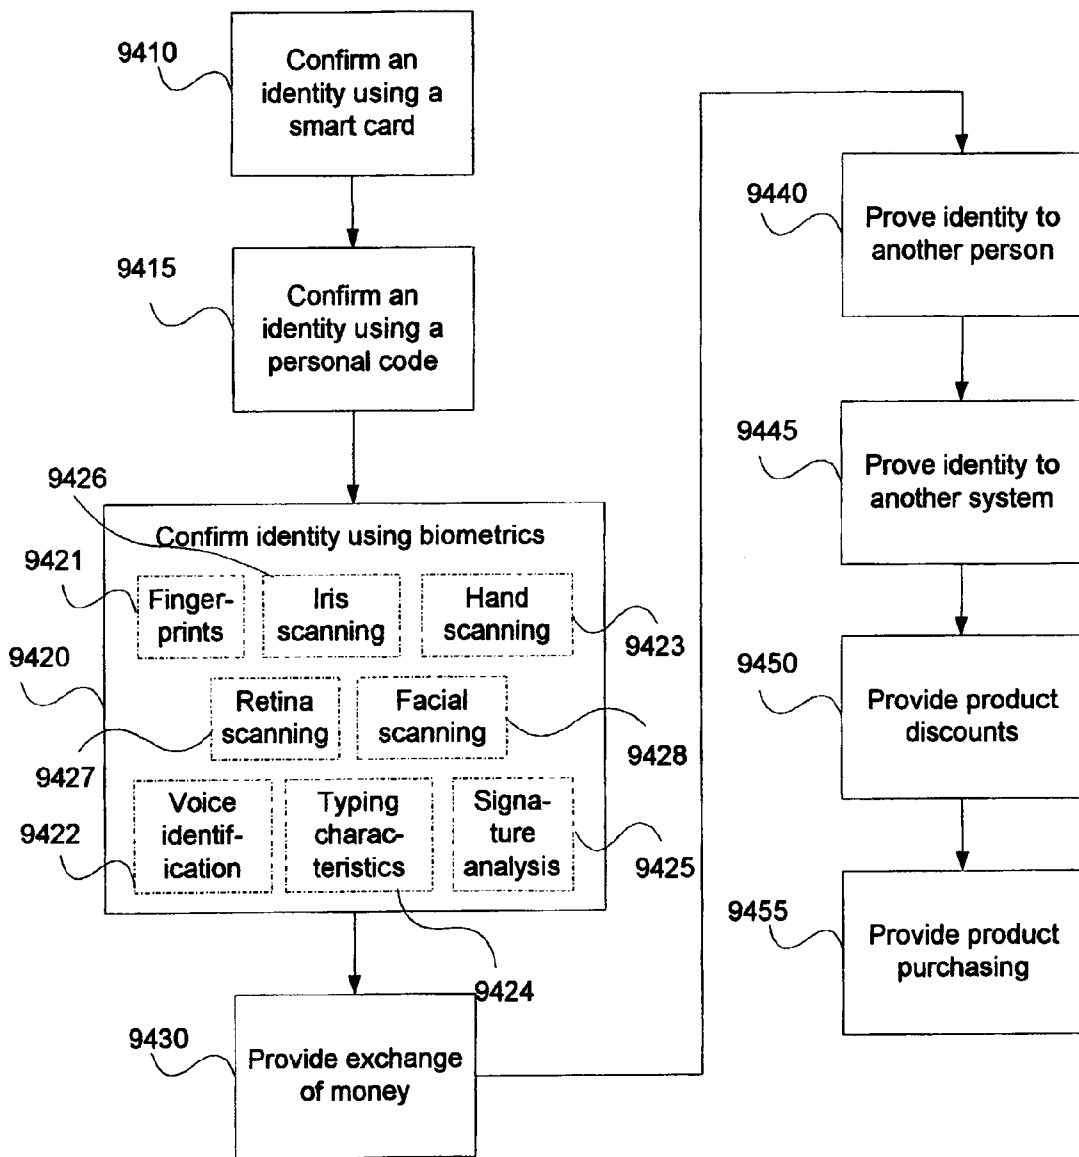 9410
Confirm an
identity using a
smart card
9415
Confirm an
identity using a
personal code
9426
Confirm identity using biometrics
9421
Finger-
prints
Iris
scanning
Hand
scanning
9423
9420
Retina
scanning
Facial
scanning
9427
9428
Voice
identif-
ication
Typing
charac-
teristics
Signa-
ture
analysis
9422
9425
9424
9430
Provide exchange
of money
9440
Prove identity to
another person
9445
Prove identity to
another system
9450
Provide product
discounts
9455
Provide product
purchasing